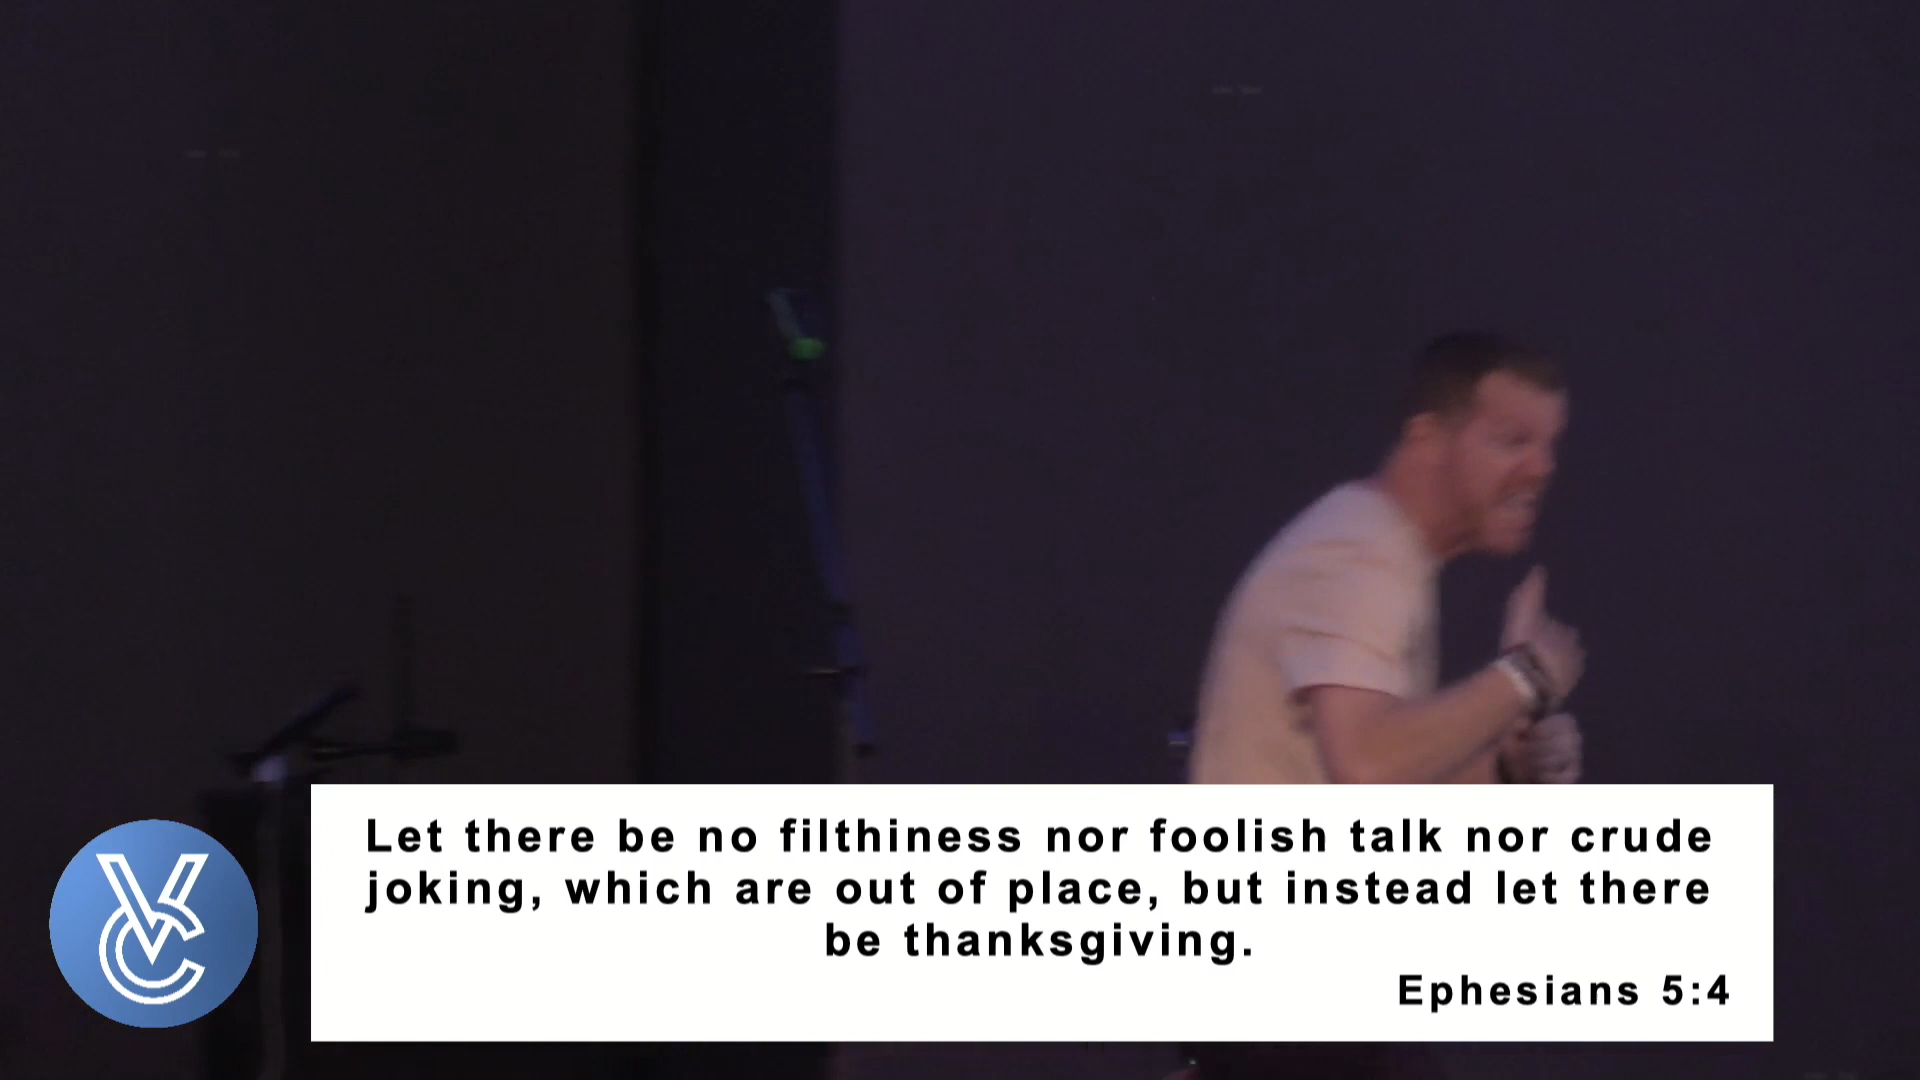 Let there be no filthiness nor foolish talk nor crude
joking, which are out of place, but instead let there
be thanksgiving.
Ephesians 5:4
VC